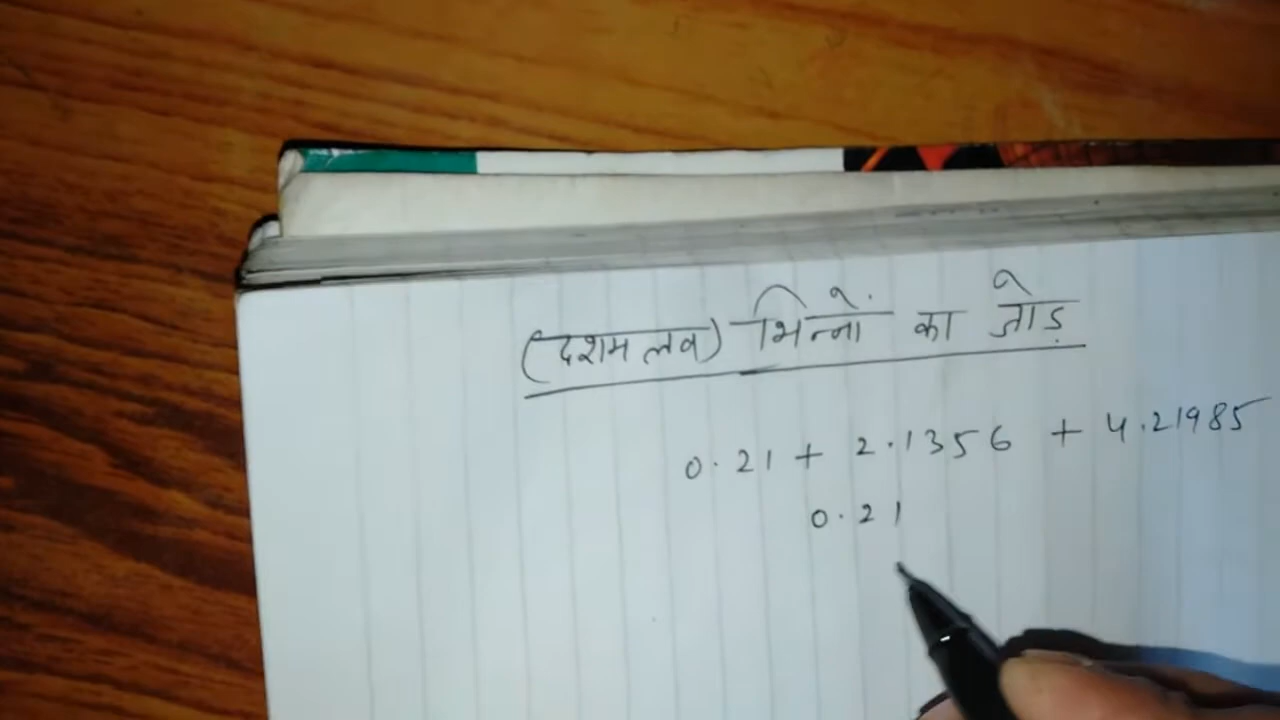 (दशमलव) भिन्नों का जोड़
0.21 + 2.1356 + 4.21985
0.21